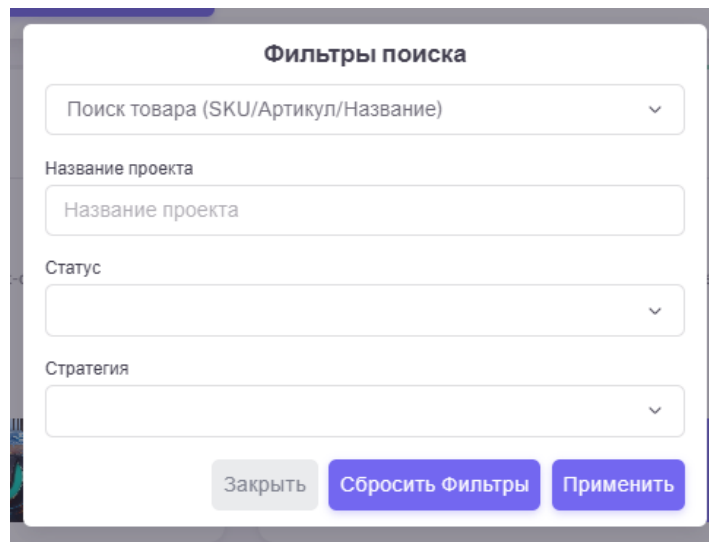 Фильтры поиска
Поиск товара (SKU/Артикул/Название)
Название проекта
Название проекта
Статус
Стратегия
Закрыть Сбросить Фильтры Применить